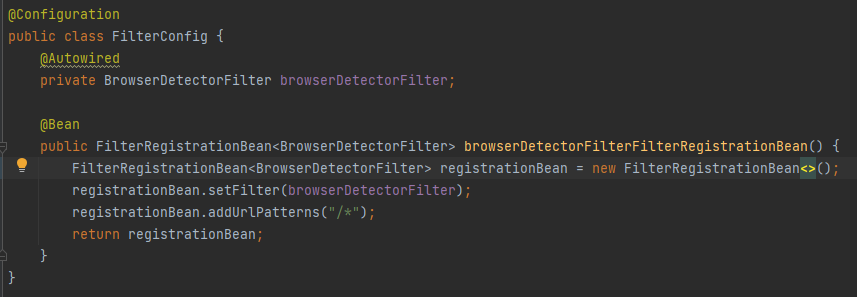 @Configuration
public class FilterConfig {
    @Autowired
    private BrowserDetectorFilter browserDetectorFilter;

    @Bean
    public FilterRegistrationBean<BrowserDetectorFilter> browserDetectorFilterFilterRegistrationBean() {
        FilterRegistrationBean<BrowserDetectorFilter> registrationBean = new FilterRegistrationBean<>();
        registrationBean.setFilter(browserDetectorFilter);
        registrationBean.addUrlPatterns("/*");
        return registrationBean;
    }
}